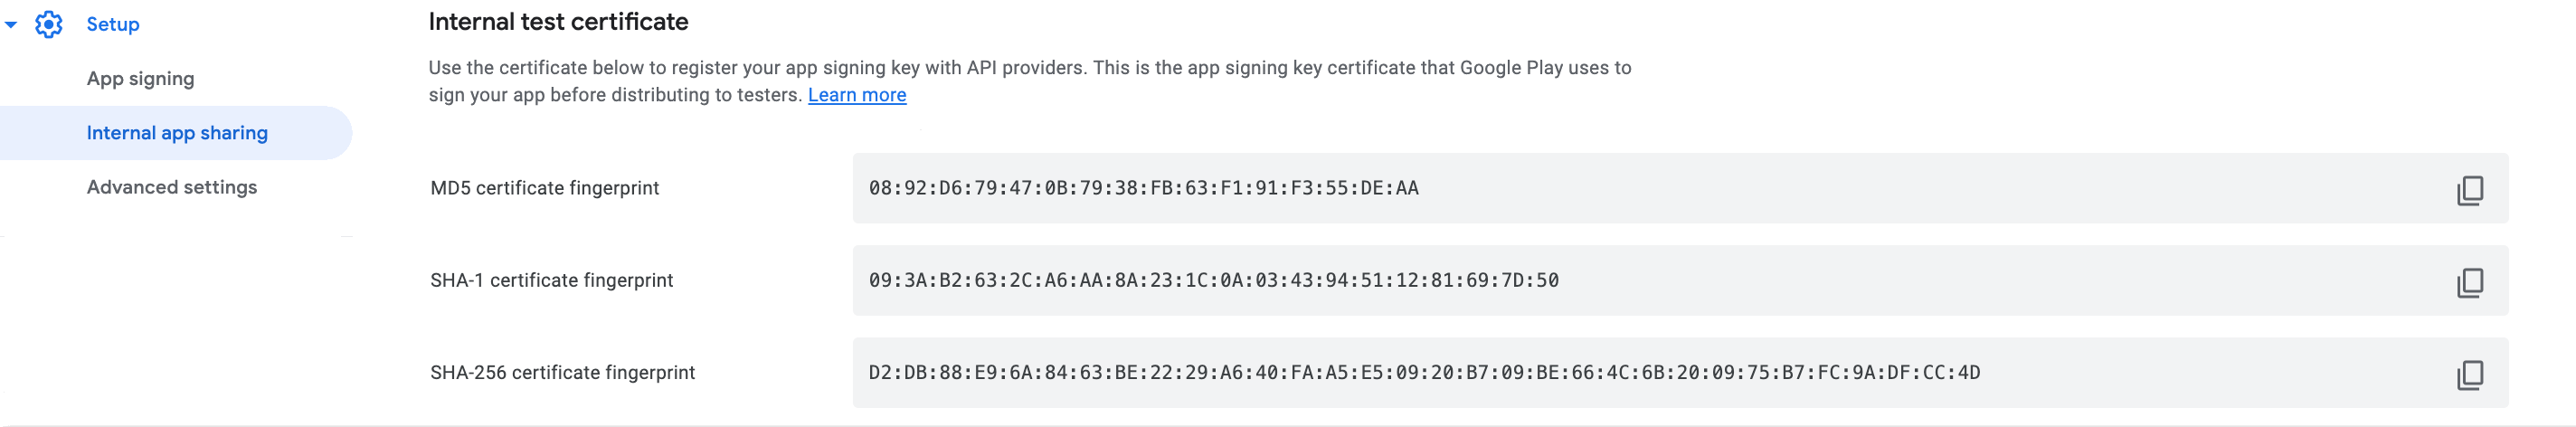 Setup
App signing
Internal app sharing
Advanced settings
Internal test certificate
Use the certificate below to register your app signing key with API providers. This is the app signing key certificate that Google Play uses to
sign your app before distributing to testers. Learn more
MD5 certificate fingerprint 08:92:D6:79:47:0B:79:38:FB:63:F1:91:F3:55:DE:AA
SHA-1 certificate fingerprint 09:3A:B2:63:2C:A6:AA:8A:23:1C:0A:03:43:94:51:12:81:69:7D:50
SHA-256 certificate fingerprint D2:DB:88:E9:6A:84:63:BE:22:29:A6:40:FA:A5:E5:09:20:B7:09:BE:66:4C:6B:20:09:75:B7:FC:9A:DF:CC:4D